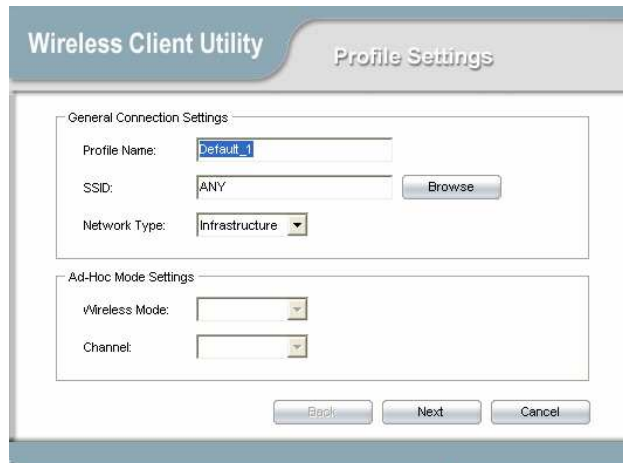 Wireless Client Utility
Profile Settings
General Connection Settings
Profile Name: Default_1
SSID: ANY Browse
Network Type: Infrastructure
Ad-Hoc Mode Settings
Wireless Mode:
Channel:
Back Next Cancel